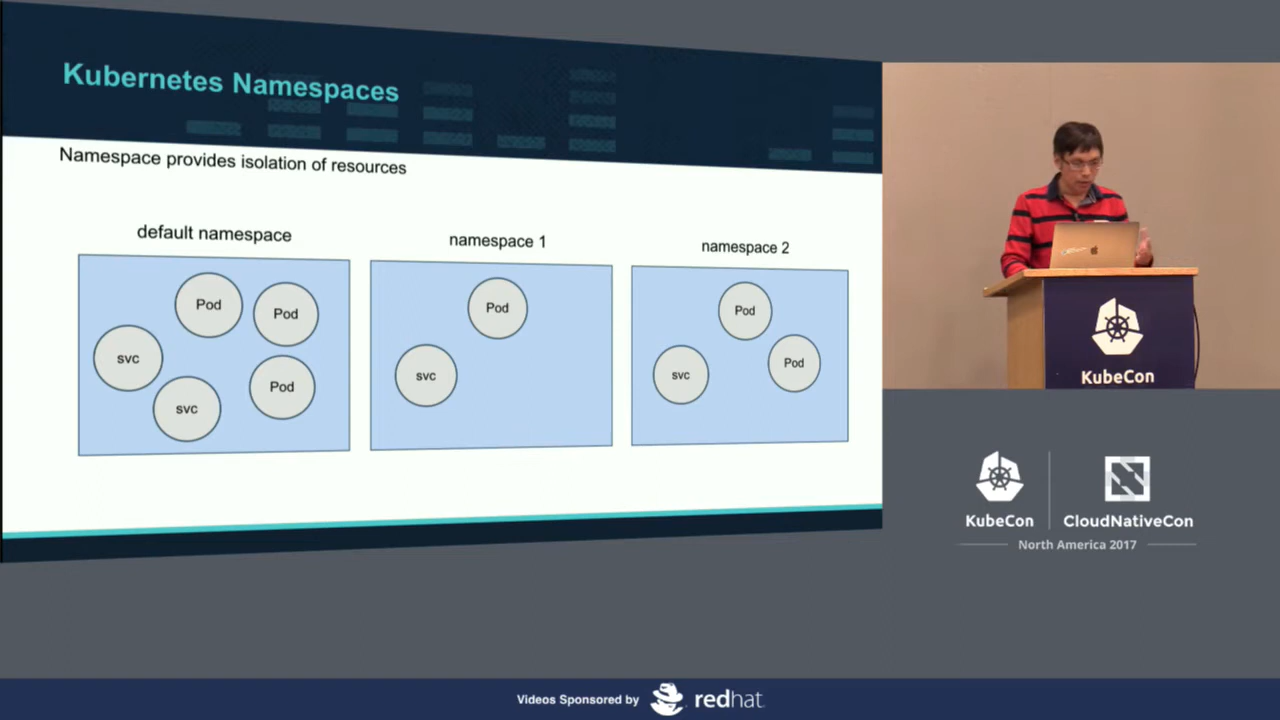 Kubernetes Namespaces
Namespace provides isolation of resources
default namespace
namespace 1
namespace 2
Pod
Pod
svc
Pod
svc
Pod
svc
Pod
Pod
svc
KubeCon
KubeCon
CloudNativeCon
North America 2017
Videos Sponsored by
redhat